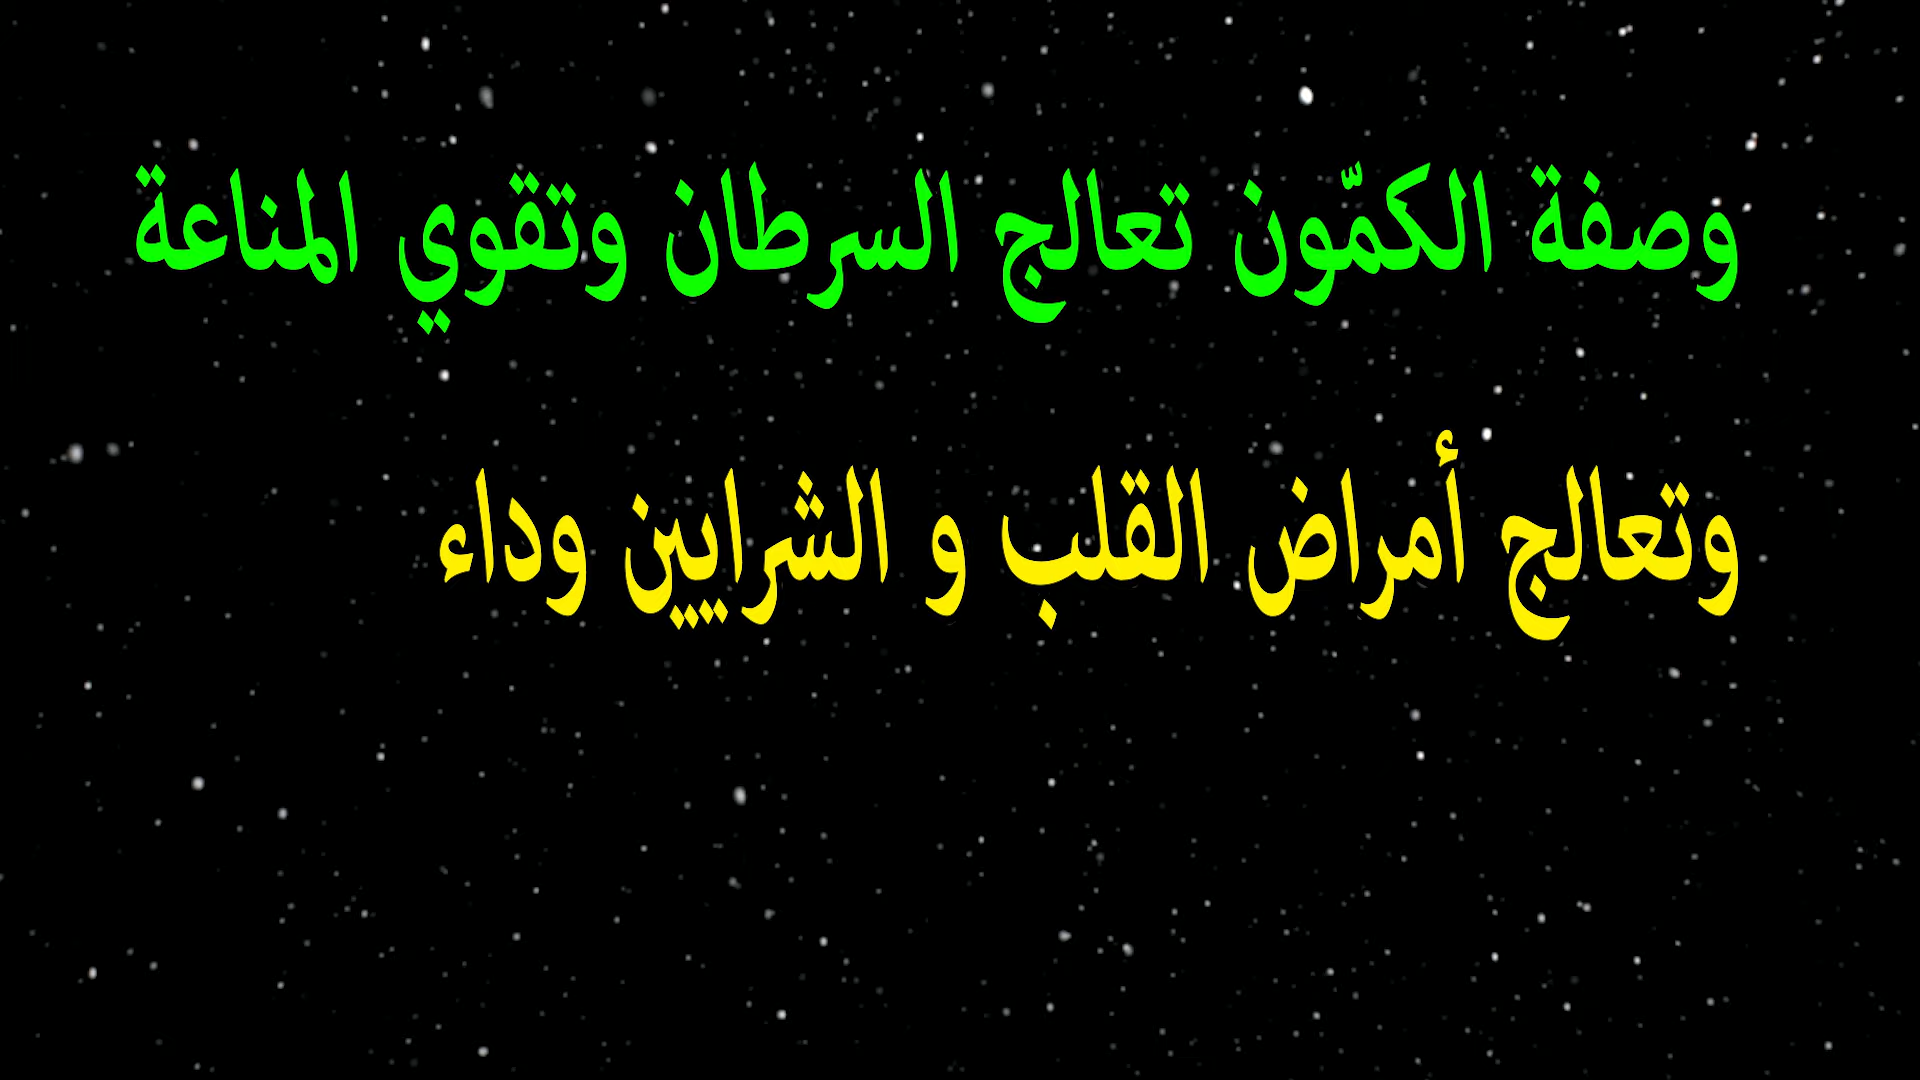 وصفة الكمّون تعالج السرطان وتقوي المناعة
وتعالج أمراض القلب و الشرايين وداء